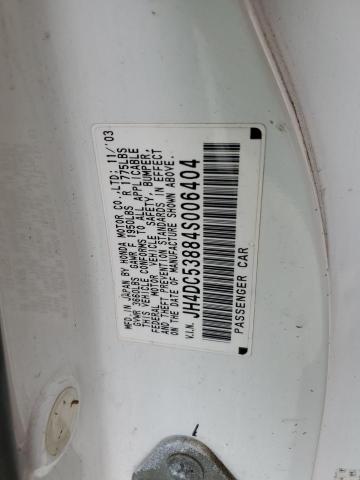 MFD. IN JAPAN BY HONDA MOTOR CO.,LTD; 11/'03
GVWR 3660LBS GAWR F 1950LBS R 1775LBS
THIS VEHICLE CONFORMS TO ALL APPLICABLE
FEDERAL MOTOR VEHICLE SAFETY, BUMPER,
AND THEFT PREVENTION STANDARDS IN EFFECT
ON THE DATE OF MANUFACTURE SHOWN ABOVE.
V.I.N. JH4DC53884S006404
PASSENGER CAR